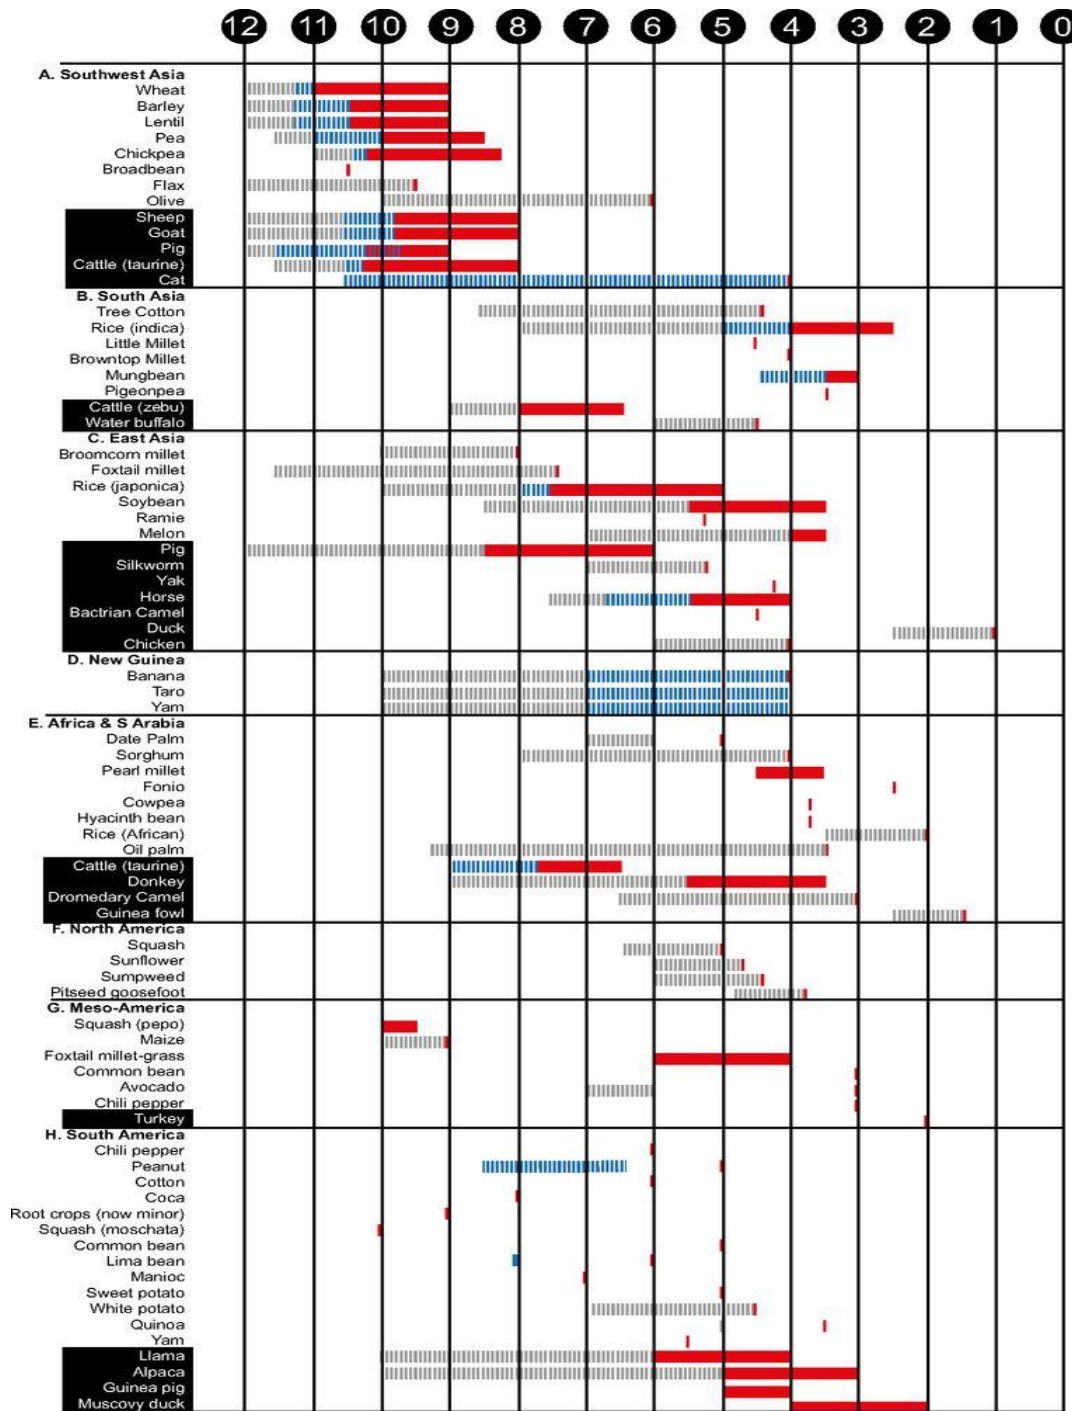 12 11 10 9 8 7 6 5 4 3 2 1 0
A. Southwest Asia
Wheat
Barley
Lentil
Pea
Chickpea
Broadbean
Flax
Olive
Sheep
Goat
Pig
Cattle (taurine)
Cat
B. South Asia
Tree Cotton
Rice (indica)
Little Millet
Browntop Millet
Mungbean
Pigeonpea
Cattle (zebu)
Water buffalo
C. East Asia
Broomcorn millet
Foxtail millet
Rice (japonica)
Soybean
Ramie
Melon
Pig
Silkworm
Yak
Horse
Bactrian Camel
Duck
Chicken
D. New Guinea
Banana
Taro
Yam
E. Africa & S Arabia
Date Palm
Sorghum
Pearl millet
Fonio
Cowpea
Hyacinth bean
Rice (African)
Oil palm
Cattle (taurine)
Donkey
Dromedary Camel
Guinea fowl
F. North America
Squash
Sunflower
Sumpweed
Pitseed goosefoot
G. Meso-America
Squash (pepo)
Maize
Foxtail millet-grass
Common bean
Avocado
Chili pepper
Turkey
H. South America
Chili pepper
Peanut
Cotton
Coca
Root crops (now minor)
Squash (moschata)
Common bean
Lima bean
Manioc
Sweet potato
White potato
Quinoa
Yam
Llama
Alpaca
Guinea pig
Muscovy duck